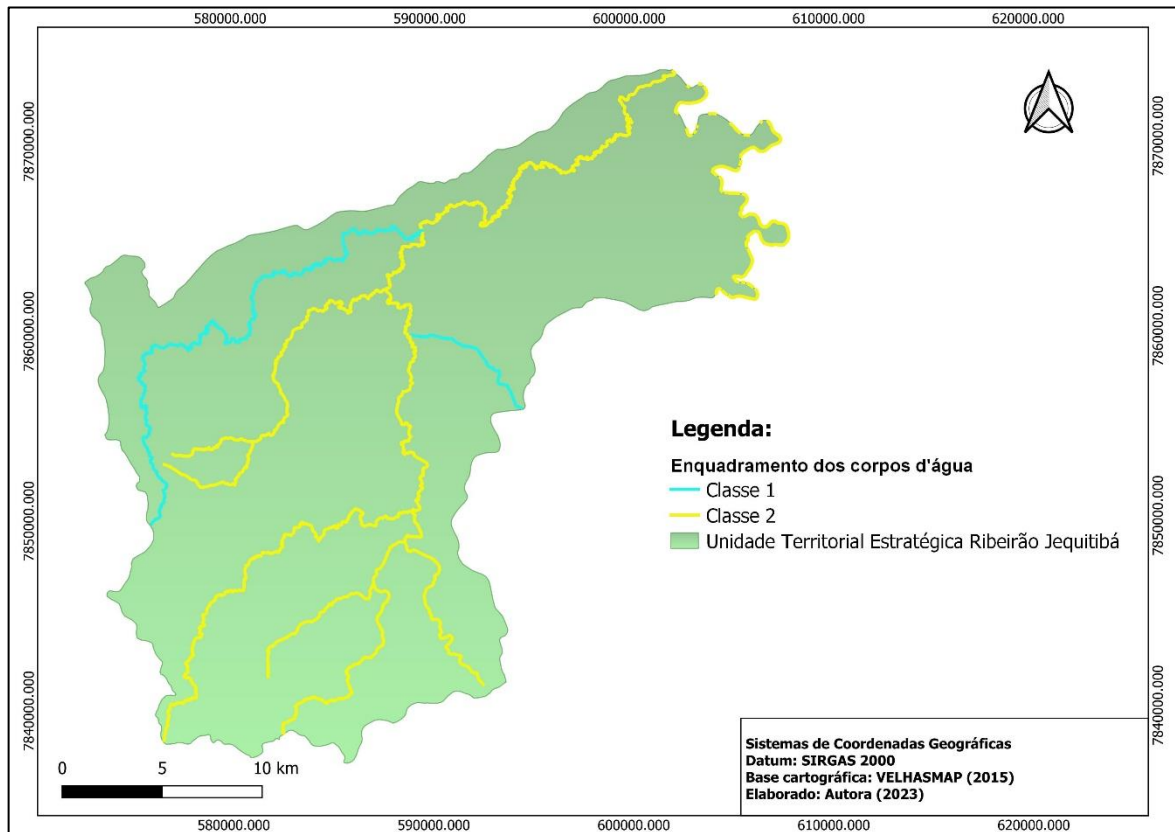 580000.000 590000.000 600000.000 610000.000 620000.000
7870000.000 7870000.000
7860000.000 7860000.000
7850000.000 7850000.000
7840000.000 7840000.000
Legenda:
Enquadramento dos corpos d'água
Classe 1
Classe 2
Unidade Territorial Estratégica Ribeirão Jequitibá
Sistemas de Coordenadas Geográficas
Datum: SIRGAS 2000
Base cartográfica: VELHASMAP (2015)
Elaborado: Autora (2023)
0 5 10 km
580000.000 590000.000 600000.000 610000.000 620000.000